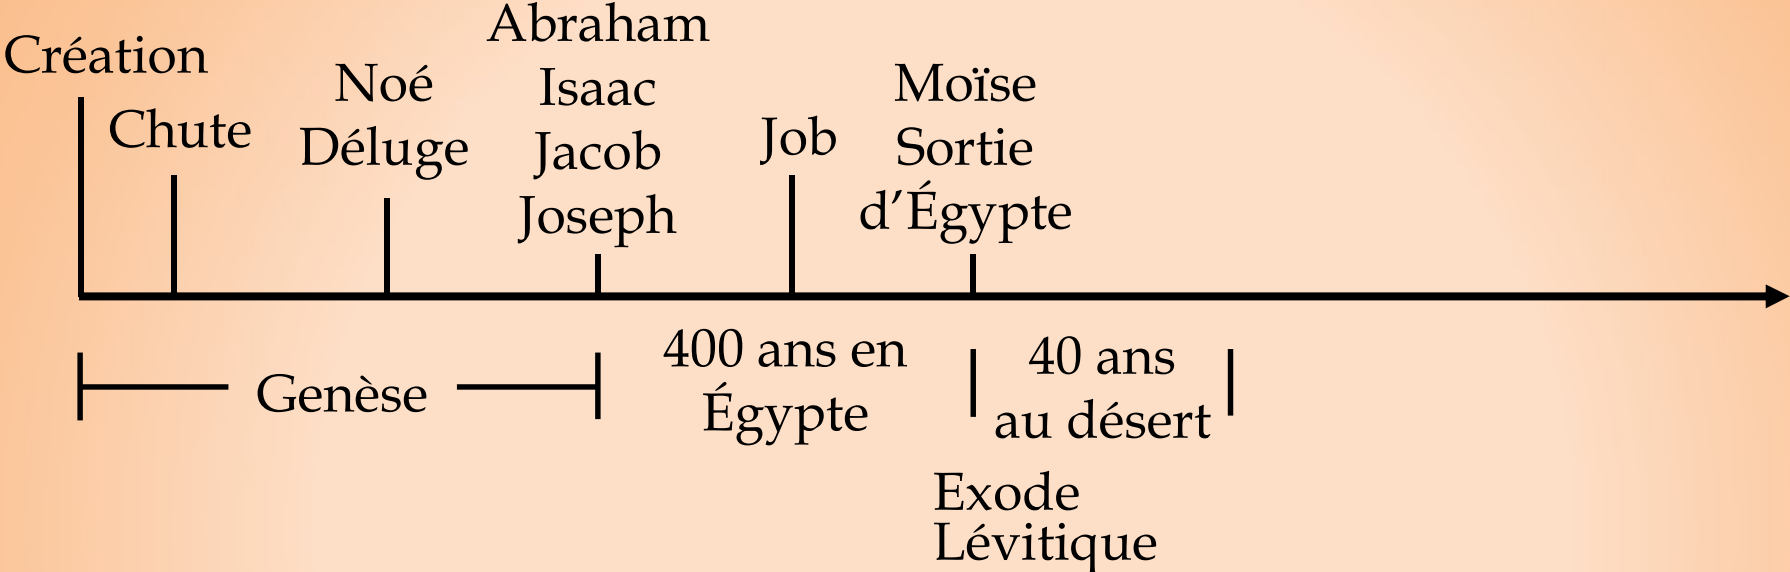 Création
Chute
Noé
Déluge
Abraham
Isaac
Jacob
Joseph
Job
Moïse
Sortie
d’Égypte
Genèse
400 ans en
Égypte
40 ans
au désert
Exode
Lévitique